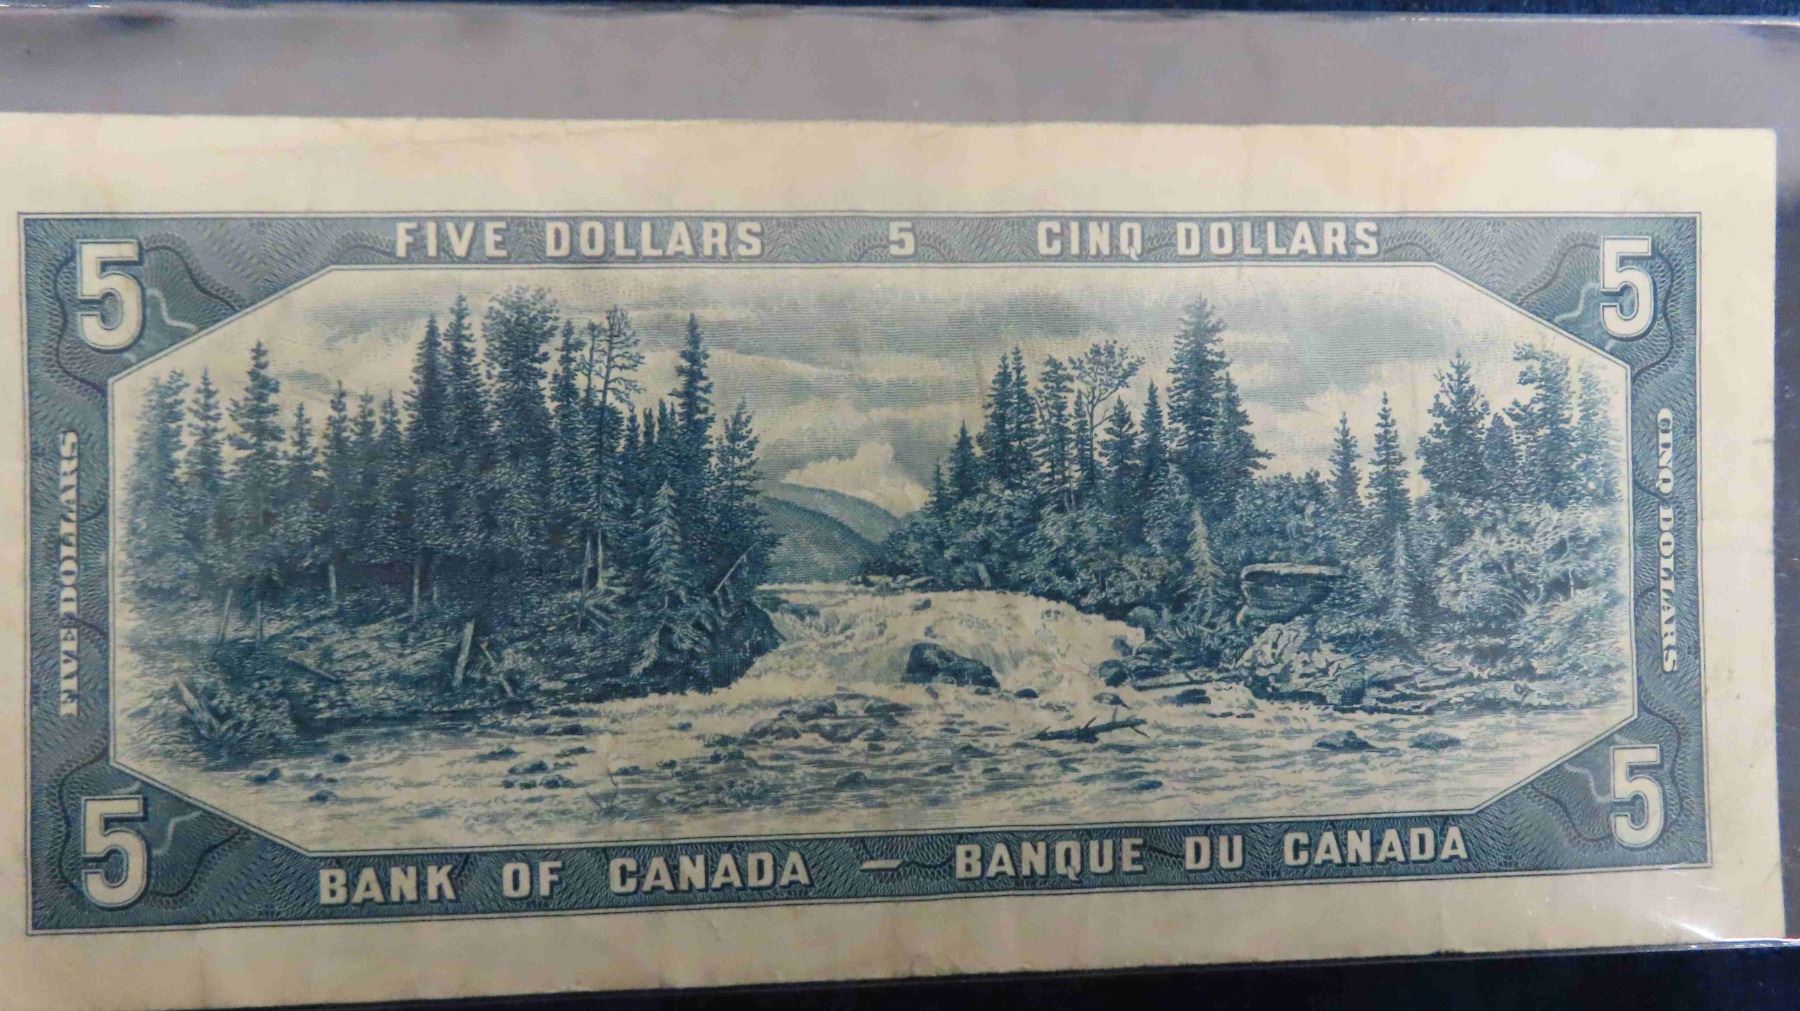 FIVE DOLLARS 5 CINQ DOLLARS
5 5
FIVE DOLLARS
CINQ DOLLARS
5 5
BANK OF CANADA — BANQUE DU CANADA